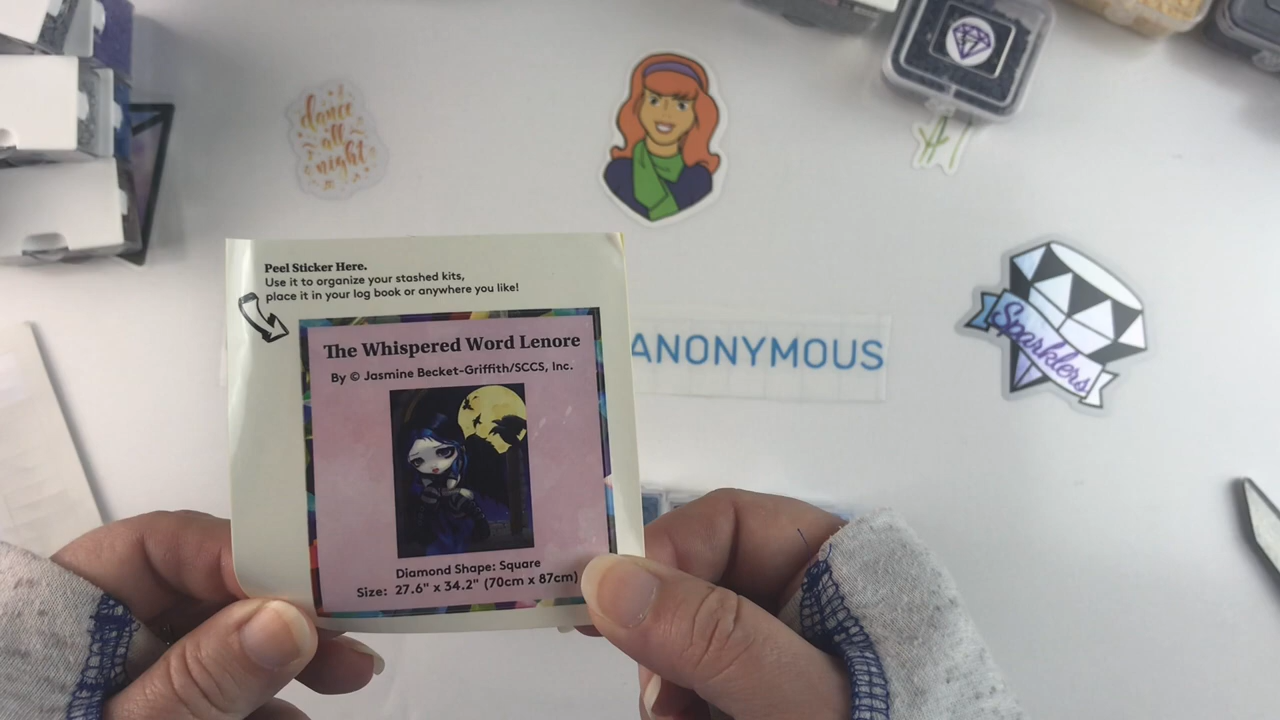 dance
all
night
Peel Sticker Here.
Use it to organize your stashed kits,
place it in your log book or anywhere you like!
The Whispered Word Lenore
By © Jasmine Becket-Griffith/SCCS, Inc.
Diamond Shape: Square
Size: 27.6" x 34.2" (70cm x 87cm)
ANONYMOUS
Sparklers